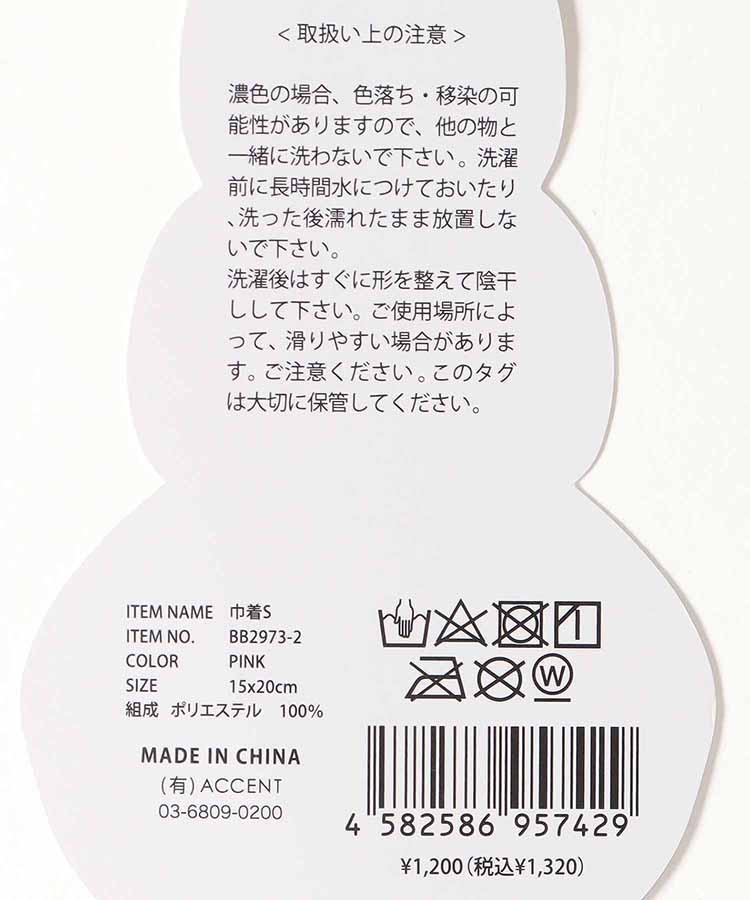 ＜取扱い上の注意＞
濃色の場合、色落ち・移染の可
能性がありますので、他の物と
一緒に洗わないで下さい。洗濯
前に長時間水につけておいたり
、洗った後濡れたまま放置しな
いで下さい。
洗濯後はすぐに形を整えて陰干
しして下さい。ご使用場所によ
って、滑りやすい場合がありま
す。ご注意ください。このタグ
は大切に保管してください。
ITEM NAME 巾着S
ITEM NO. BB2973-2
COLOR PINK
SIZE 15x20cm
組成 ポリエステル 100%
MADE IN CHINA
(有) ACCENT
03-6809-0200
W
4 582586 957429
¥1,200(税込¥1,320)